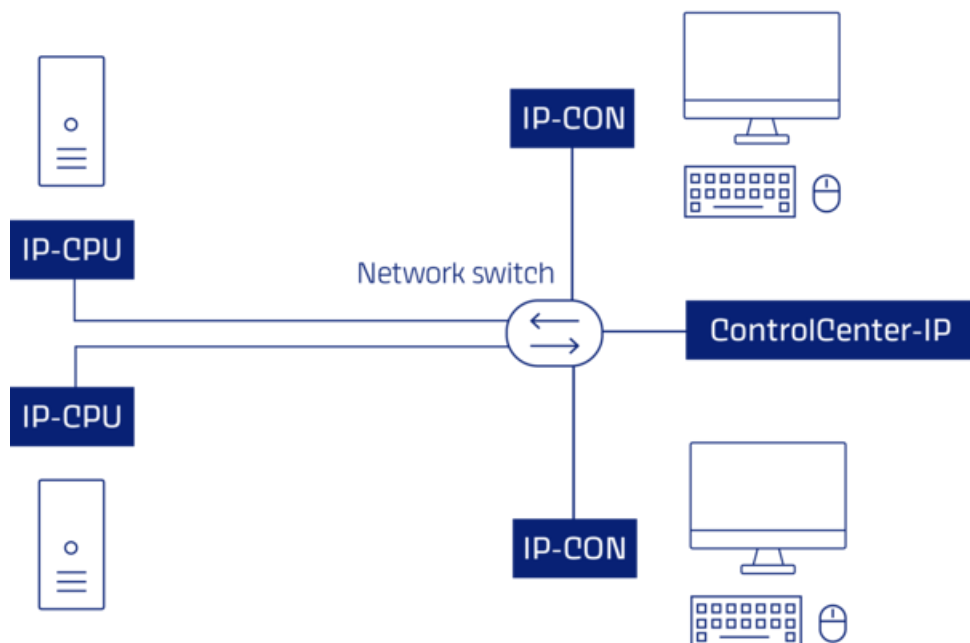 IP-CON
IP-CPU
Network switch
ControlCenter-IP
IP-CPU
IP-CON